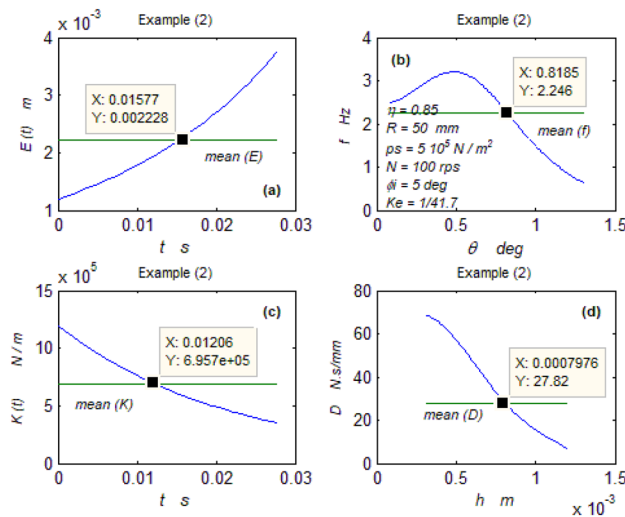 x 10^-3
Example (2)
4
3
2
1
E (t)   m
X: 0.01577
Y: 0.002228
mean (E)
(a)
0
0.01
0.02
0.03
t   s
Example (2)
4
3
2
1
0
f   Hz
(b)
X: 0.8185
Y: 2.246
mean (f)
η = 0.85
R = 50 mm
ps = 5 10^5 N / m^2
N = 100 rps
ϕi = 5 deg
Ke = 1/41.7
0
0.5
1
1.5
θ   deg
x 10^5
Example (2)
15
10
5
0
K (t)   N / m
(c)
X: 0.01206
Y: 6.957e+05
mean (K)
0
0.01
0.02
0.03
t   s
Example (2)
80
60
40
20
0
D   N.s/mm
(d)
X: 0.0007976
Y: 27.82
mean (D)
0
0.5
1
1.5
h   m
x 10^-3